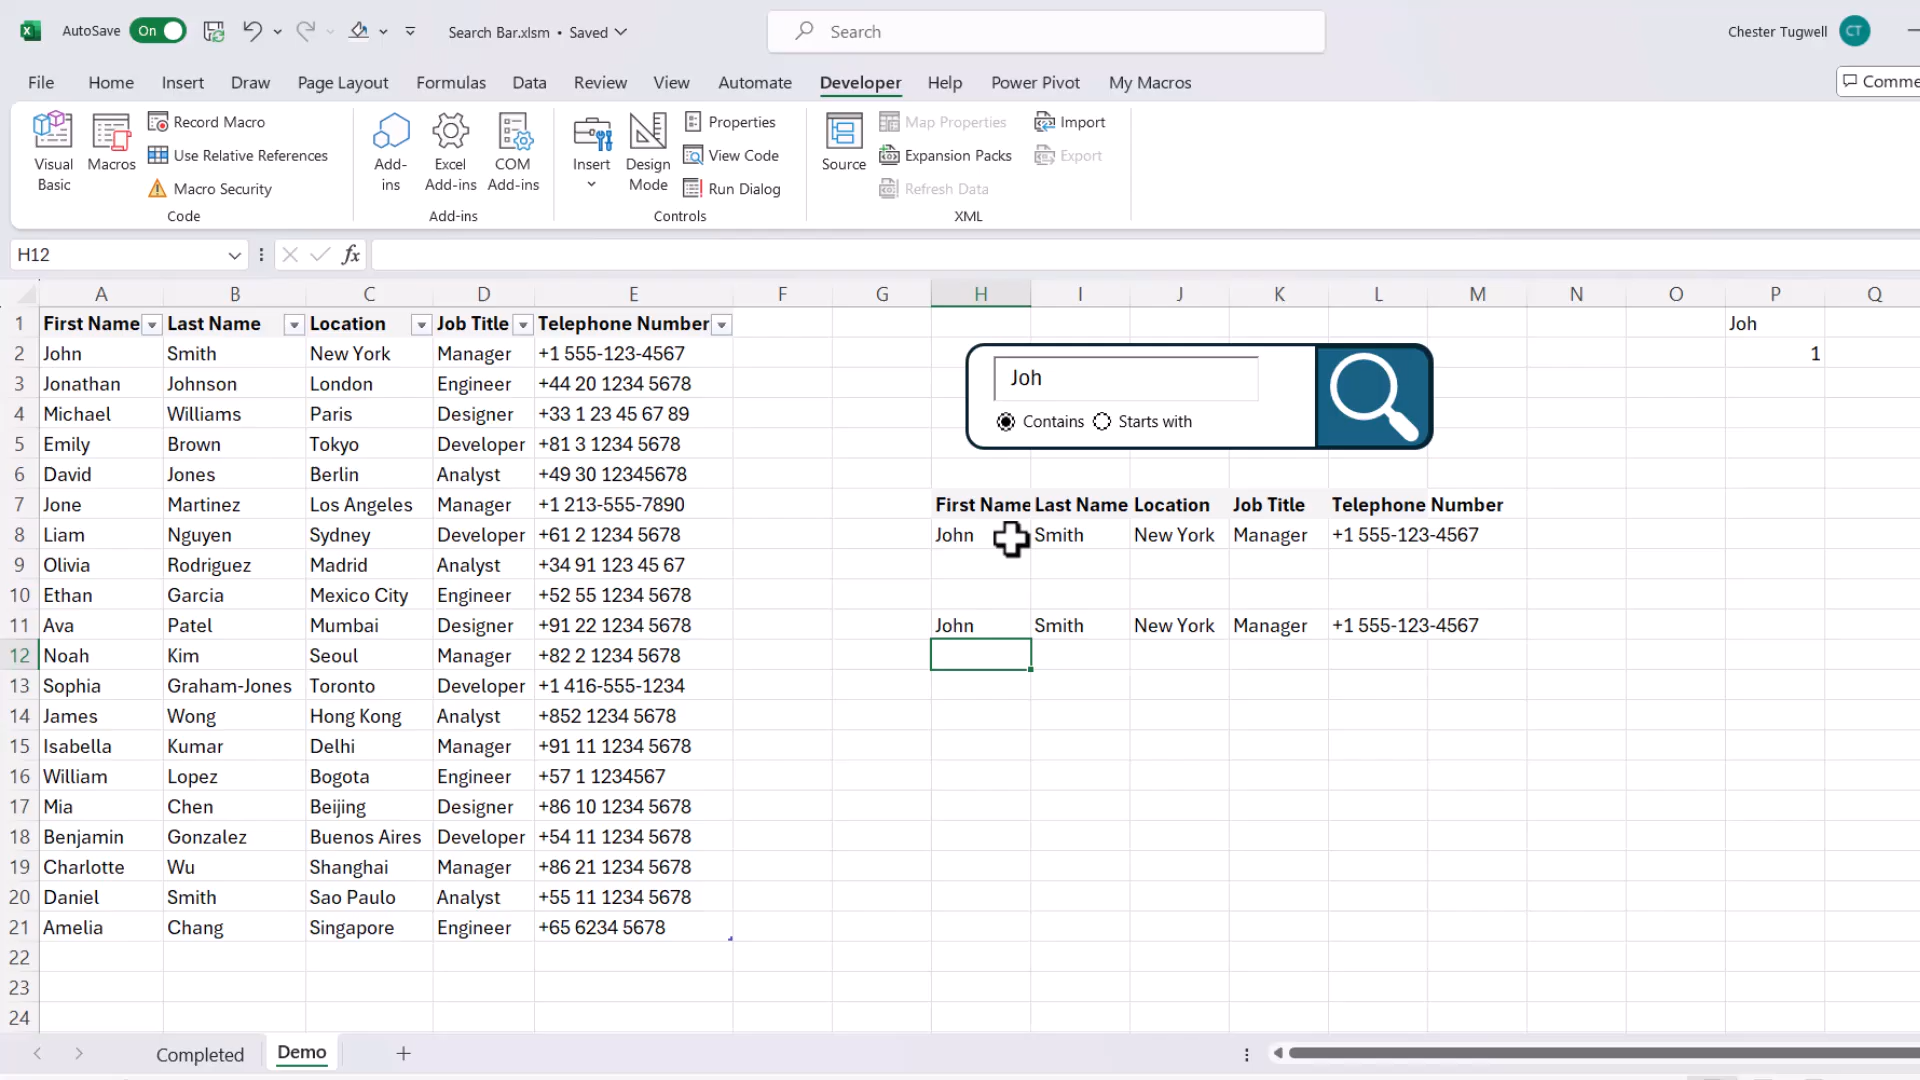 AutoSave On Search Bar.xlsm • Saved Search Chester Tugwell CT
File Home Insert Draw Page Layout Formulas Data Review View Automate Developer Help Power Pivot My Macros Comme
Visual Basic Macros Record Macro Use Relative References Macro Security Code
Add-ins Excel Add-ins COM Add-ins Add-ins
Insert Design Mode Properties View Code Run Dialog Controls
Source Map Properties Expansion Packs Refresh Data Import Export XML
H12 fx
A B C D E F G H I J K L M N O P Q
1 First Name Last Name Location Job Title Telephone Number Joh
2 John Smith New York Manager +1 555-123-4567 1
Joh
3 Jonathan Johnson London Engineer +44 20 1234 5678
4 Michael Williams Paris Designer +33 1 23 45 67 89
Contains Starts with
5 Emily Brown Tokyo Developer +81 3 1234 5678
6 David Jones Berlin Analyst +49 30 12345678
7 Jone Martinez Los Angeles Manager +1 213-555-7890 First Name Last Name Location Job Title Telephone Number
8 Liam Nguyen Sydney Developer +61 2 1234 5678 John Smith New York Manager +1 555-123-4567
9 Olivia Rodriguez Madrid Analyst +34 91 123 45 67
10 Ethan Garcia Mexico City Engineer +52 55 1234 5678
11 Ava Patel Mumbai Designer +91 22 1234 5678 John Smith New York Manager +1 555-123-4567
12 Noah Kim Seoul Manager +82 2 1234 5678
13 Sophia Graham-Jones Toronto Developer +1 416-555-1234
14 James Wong Hong Kong Analyst +852 1234 5678
15 Isabella Kumar Delhi Manager +91 11 1234 5678
16 William Lopez Bogota Engineer +57 1 1234567
17 Mia Chen Beijing Designer +86 10 1234 5678
18 Benjamin Gonzalez Buenos Aires Developer +54 11 1234 5678
19 Charlotte Wu Shanghai Manager +86 21 1234 5678
20 Daniel Smith Sao Paulo Analyst +55 11 1234 5678
21 Amelia Chang Singapore Engineer +65 6234 5678
22
23
24
Completed Demo